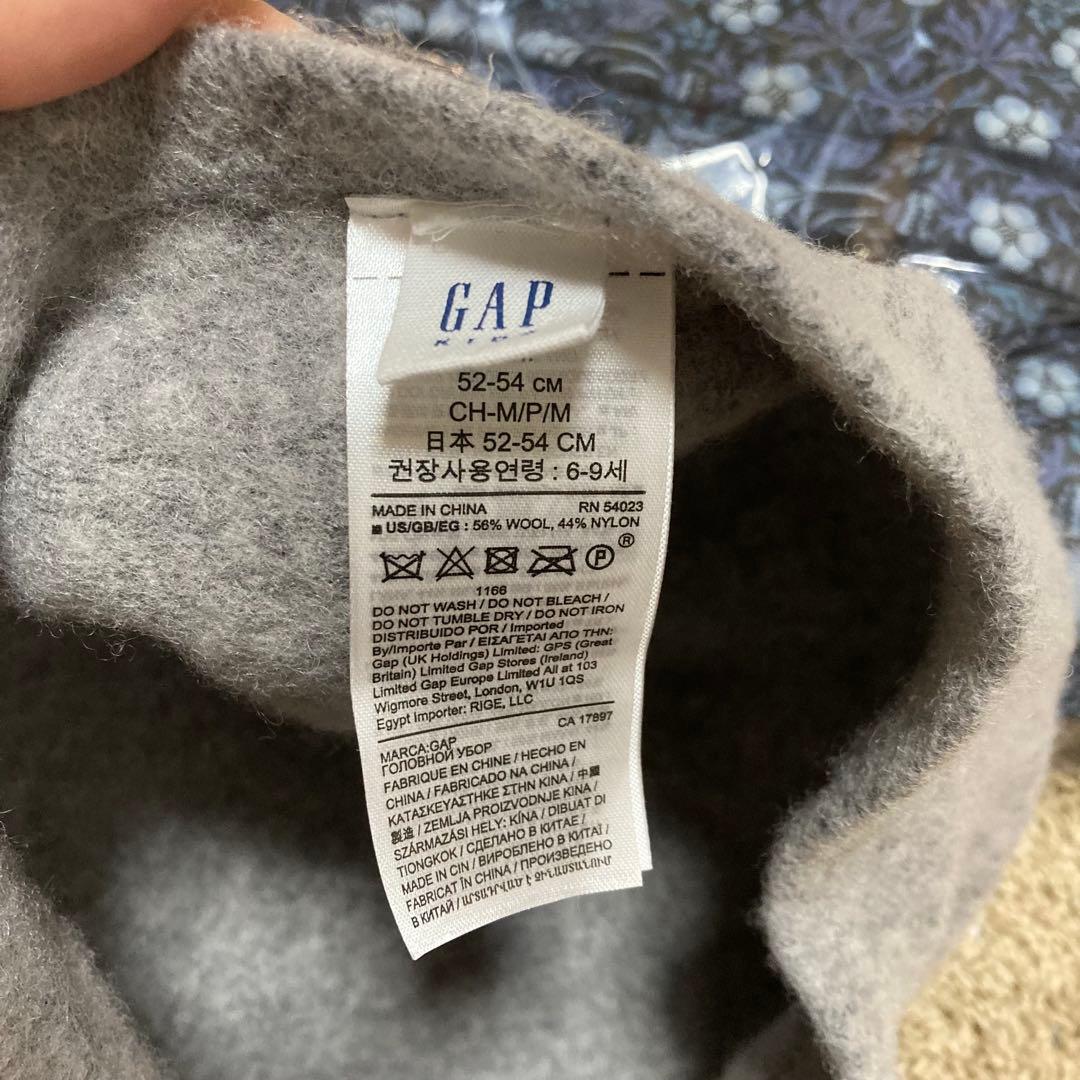 GAP
52-54 CM
CH-M/P/M
日本 52-54 CM
권장사용연령 : 6-9세
MADE IN CHINA RN 54023
US/GB/EG : 56% WOOL, 44% NYLON
P ®
1166
DO NOT WASH / DO NOT BLEACH /
DO NOT TUMBLE DRY / DO NOT IRON
DISTRIBUIDO POR / Imported
By/Importe Par / ΕΙΣΑΓΕΤΑΙ ΑΠΟ ΤΗΝ:
Gap (UK Holdings) Limited: GPS (Great
Britain) Limited Gap Stores (Ireland)
Limited Gap Europe Limited All at 103
Wigmore Street, London, W1U 1QS
Egypt Importer: RIGE, LLC
CA 17897
MARCA:GAP
ГОЛОВНОЙ УБОР
FABRIQUE EN CHINE / HECHO EN
CHINA / FABRICADO NA CHINA /
ΚΑΤΑΣΚΕΥΑΣΤΗΚΕ ΣΤΗΝ ΚΙΝΑ / 中國
製造 / ZEMLJA PROIZVODNJE KINA /
SZÁRMAZÁSI HELY: KÍNA / DIBUAT DI
TIONGKOK / СДЕЛАНО В КИТАЕ /
MADE IN CIN / ВИРОБЛЕНО В КИТАЇ /
FABRICAT ÎN CHINA / ПРОИЗВЕДЕНО
В КИТАЙ / ԱՐՏԱԴՐՎԱԾ Է ՉԻՆԱՍՏԱՆՈՒՄ